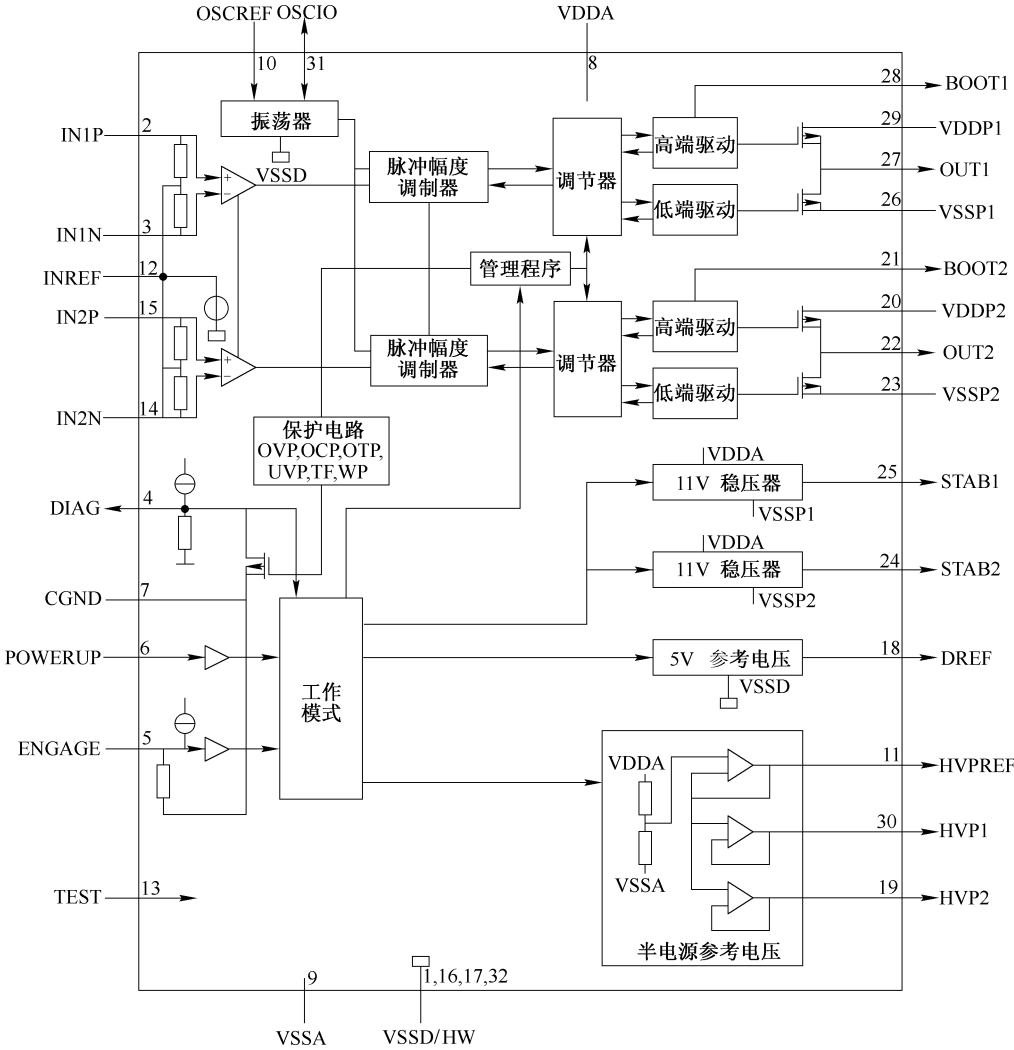 OSCREF OSCIO
VDDA
10
31
8
28
BOOT1
IN1P
2
振荡器
VSSD
29
VDDP1
高端驱动
脉冲幅度
调制器
调节器
27
OUT1
+
−
低端驱动
26
VSSP1
IN1N
3
INREF
12
管理程序
21
BOOT2
IN2P
15
20
VDDP2
高端驱动
脉冲幅度
调制器
调节器
22
OUT2
+
−
低端驱动
23
VSSP2
IN2N
14
保护电路
OVP,OCP,OTP,
UVP,TF,WP
VDDA
11V 稳压器
25
STAB1
VSSP1
DIAG
4
VDDA
11V 稳压器
24
STAB2
VSSP2
CGND
7
POWERUP
6
5V 参考电压
18
DREF
VSSD
工作
模式
ENGAGE
5
VDDA
11
HVPREF
30
HVP1
VSSA
19
HVP2
TEST
13
半电源参考电压
9
1,16,17,32
VSSA
VSSD/HW